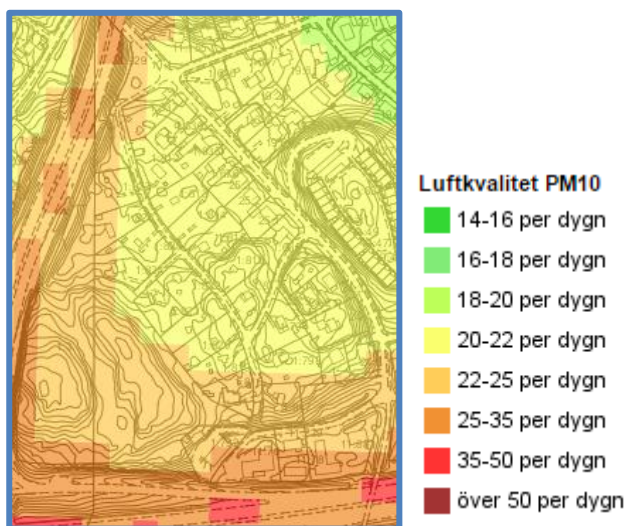 Luftkvalitet PM10
14-16 per dygn
16-18 per dygn
18-20 per dygn
20-22 per dygn
22-25 per dygn
25-35 per dygn
35-50 per dygn
över 50 per dygn